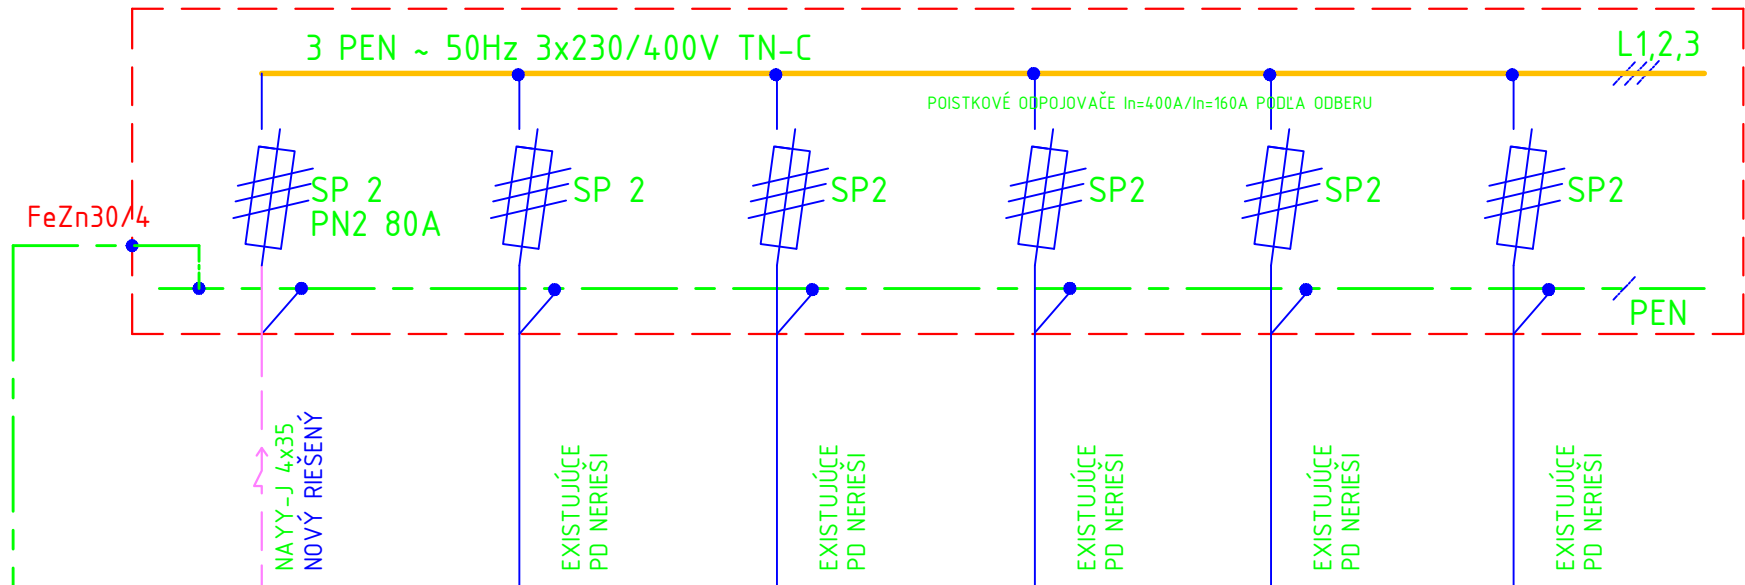 3 PEN ~ 50Hz 3x230/400V TN-C
L1,2,3
POISTKOVÉ ODPOJOVAČE In=400A/In=160A PODĽA ODBERU
SP 2
PN2 80A
SP 2
SP2
SP2
SP2
SP2
FeZn30/4
PEN
NAYY-J 4x35
NOVÝ RIEŠENÝ
EXISTUJÚCE
PD NERIEŠI
EXISTUJÚCE
PD NERIEŠI
EXISTUJÚCE
PD NERIEŠI
EXISTUJÚCE
PD NERIEŠI
EXISTUJÚCE
PD NERIEŠI